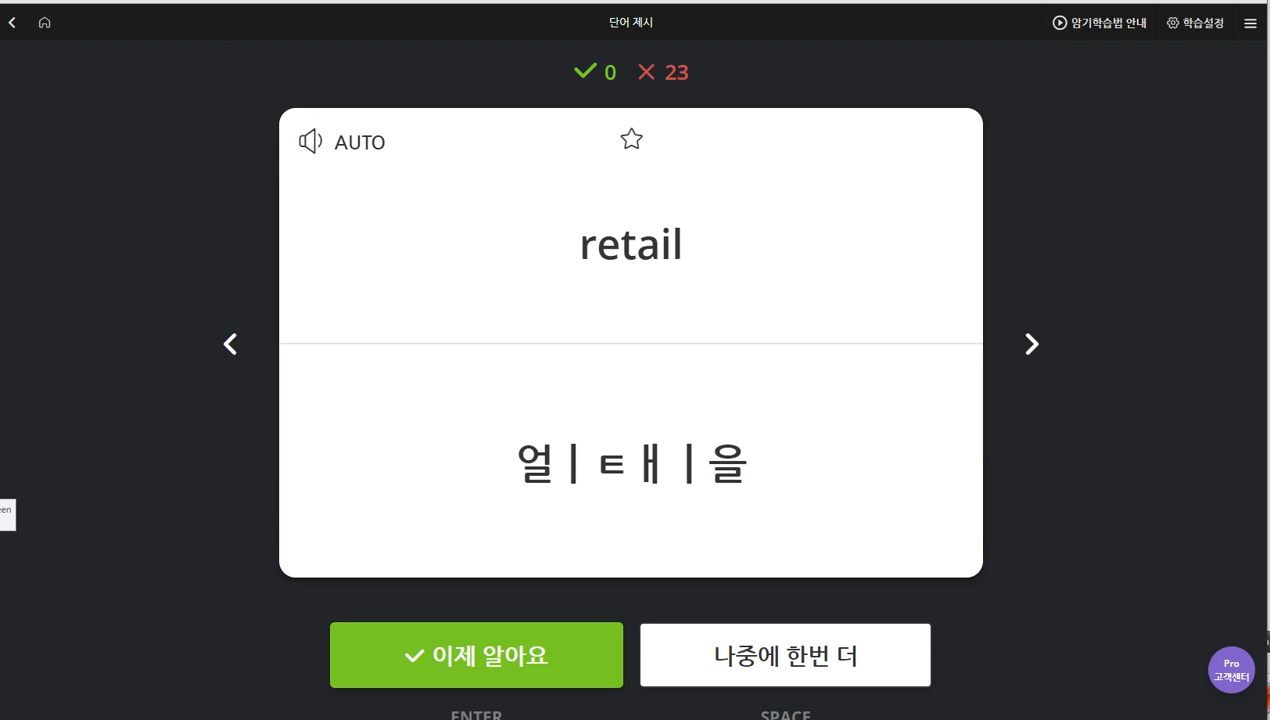 단어 제시
암기학습법 안내
학습설정
0
23
AUTO
retail
얼ㅣㅌㅐㅣ을
een
이제 알아요
나중에 한번 더
ENTER
SPACE
Pro
고객센터